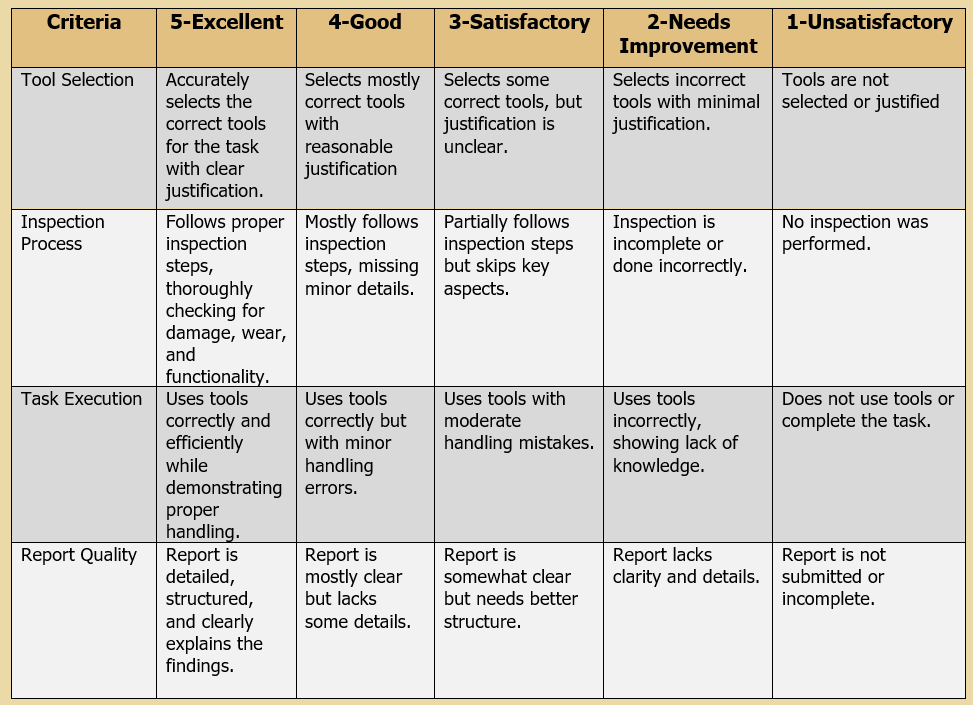 Criteria
5-Excellent
4-Good
3-Satisfactory
2-Needs
Improvement
1-Unsatisfactory
Tool Selection
Accurately
selects the
correct tools
for the task
with clear
justification.
Selects mostly
correct tools
with
reasonable
justification
Selects some
correct tools, but
justification is
unclear.
Selects incorrect
tools with minimal
justification.
Tools are not
selected or justified
Inspection
Process
Follows proper
inspection
steps,
thoroughly
checking for
damage, wear,
and
functionality.
Mostly follows
inspection
steps, missing
minor details.
Partially follows
inspection steps
but skips key
aspects.
Inspection is
incomplete or
done incorrectly.
No inspection was
performed.
Task Execution
Uses tools
correctly and
efficiently
while
demonstrating
proper
handling.
Uses tools
correctly but
with minor
handling
errors.
Uses tools with
moderate
handling mistakes.
Uses tools
incorrectly,
showing lack of
knowledge.
Does not use tools or
complete the task.
Report Quality
Report is
detailed,
structured,
and clearly
explains the
findings.
Report is
mostly clear
but lacks
some details.
Report is
somewhat clear
but needs better
structure.
Report lacks
clarity and details.
Report is not
submitted or
incomplete.